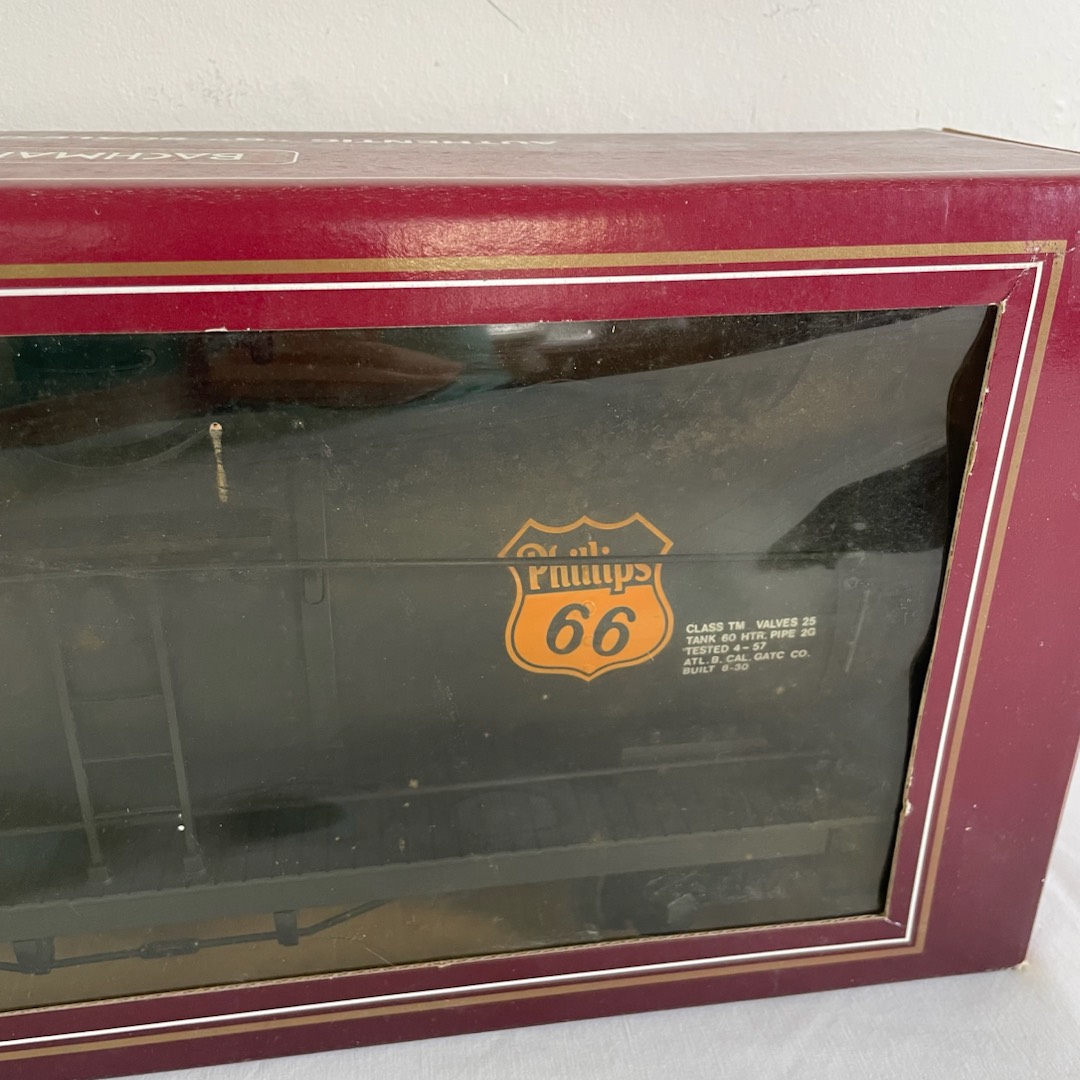 AUTHENTIC
Phillips
66
CLASS TM VALVES 25
TANK 60 HTR. PIPE 2G
TESTED 4-57
ATL. B. CAL. GATC CO.
BUILT 6-30